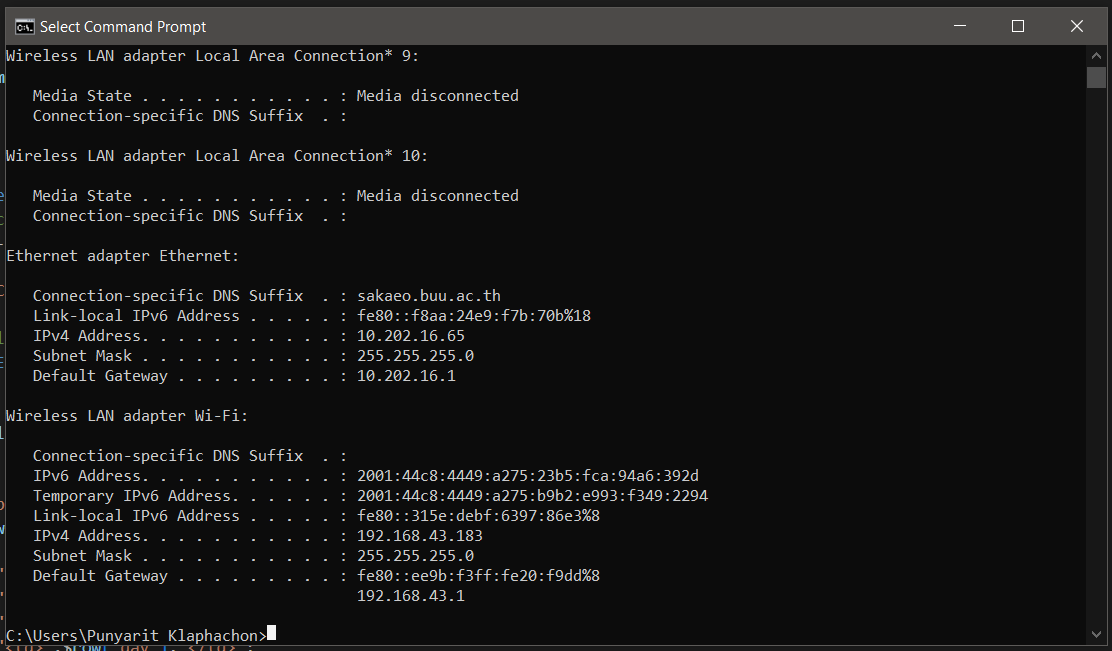 Select Command Prompt
Wireless LAN adapter Local Area Connection* 9:
Media State . . . . . . . . . . . : Media disconnected
Connection-specific DNS Suffix  . :
Wireless LAN adapter Local Area Connection* 10:
Media State . . . . . . . . . . . : Media disconnected
Connection-specific DNS Suffix  . :
Ethernet adapter Ethernet:
Connection-specific DNS Suffix  . : sakaeo.buu.ac.th
Link-local IPv6 Address . . . . . : fe80::f8aa:24e9:f7b:70b%18
IPv4 Address. . . . . . . . . . . : 10.202.16.65
Subnet Mask . . . . . . . . . . . : 255.255.255.0
Default Gateway . . . . . . . . . : 10.202.16.1
Wireless LAN adapter Wi-Fi:
Connection-specific DNS Suffix  . :
IPv6 Address. . . . . . . . . . . : 2001:44c8:4449:a275:23b5:fca:94a6:392d
Temporary IPv6 Address. . . . . . : 2001:44c8:4449:a275:b9b2:e993:f349:2294
Link-local IPv6 Address . . . . . : fe80::315e:debf:6397:86e3%8
IPv4 Address. . . . . . . . . . . : 192.168.43.183
Subnet Mask . . . . . . . . . . . : 255.255.255.0
Default Gateway . . . . . . . . . : fe80::ee9b:f3ff:fe20:f9dd%8
192.168.43.1
C:\Users\Punyarit Klaphachon>